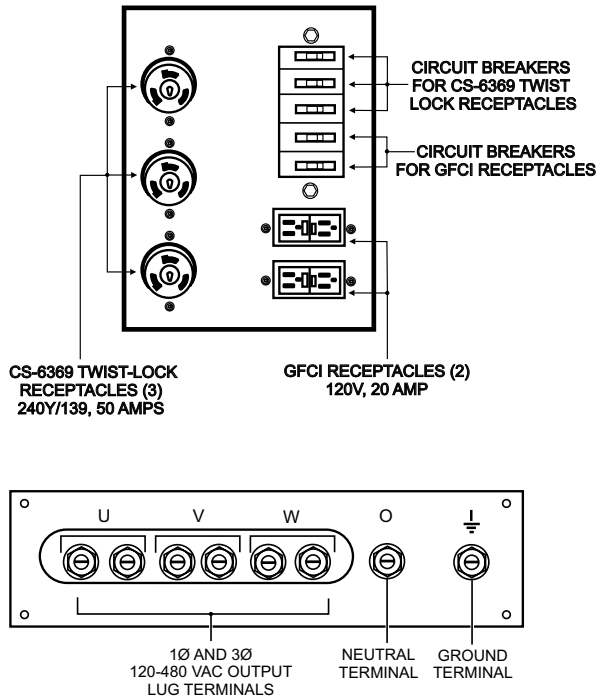 CIRCUIT BREAKERS
FOR CS-6369 TWIST
LOCK RECEPTACLES
CIRCUIT BREAKERS
FOR GFCI RECEPTACLES
CS-6369 TWIST-LOCK
RECEPTACLES (3)
240Y/139, 50 AMPS
GFCI RECEPTACLES (2)
120V, 20 AMP
U V W O
1Ø AND 3Ø
120-480 VAC OUTPUT
LUG TERMINALS
NEUTRAL
TERMINAL
GROUND
TERMINAL